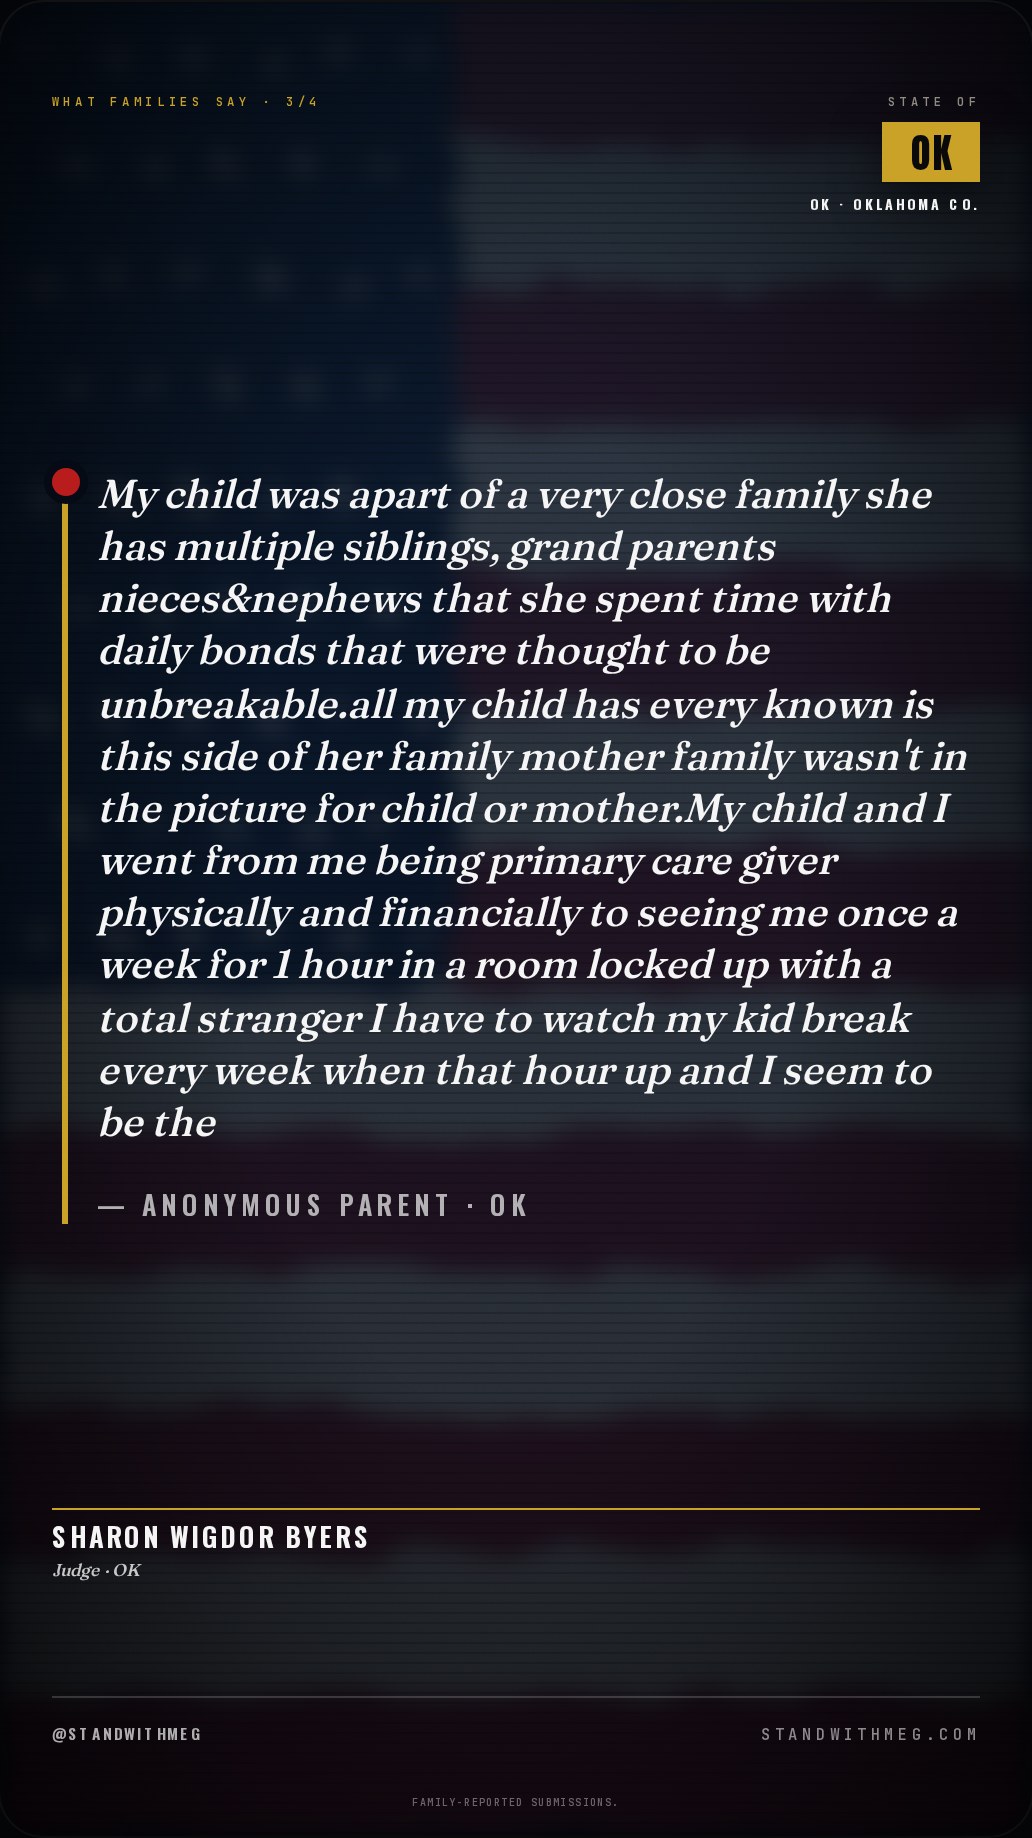 WHAT FAMILIES SAY · 3/4
STATE OF
OK
OK · OKLAHOMA CO.
My child was apart of a very close family she
has multiple siblings, grand parents
nieces&nephews that she spent time with
daily bonds that were thought to be
unbreakable.all my child has every known is
this side of her family mother family wasn't in
the picture for child or mother.My child and I
went from me being primary care giver
physically and financially to seeing me once a
week for 1 hour in a room locked up with a
total stranger I have to watch my kid break
every week when that hour up and I seem to
be the
— ANONYMOUS PARENT · OK
SHARON WIGDOR BYERS
Judge · OK
@STANDWITHMEG
STANDWITHMEG.COM
FAMILY-REPORTED SUBMISSIONS.